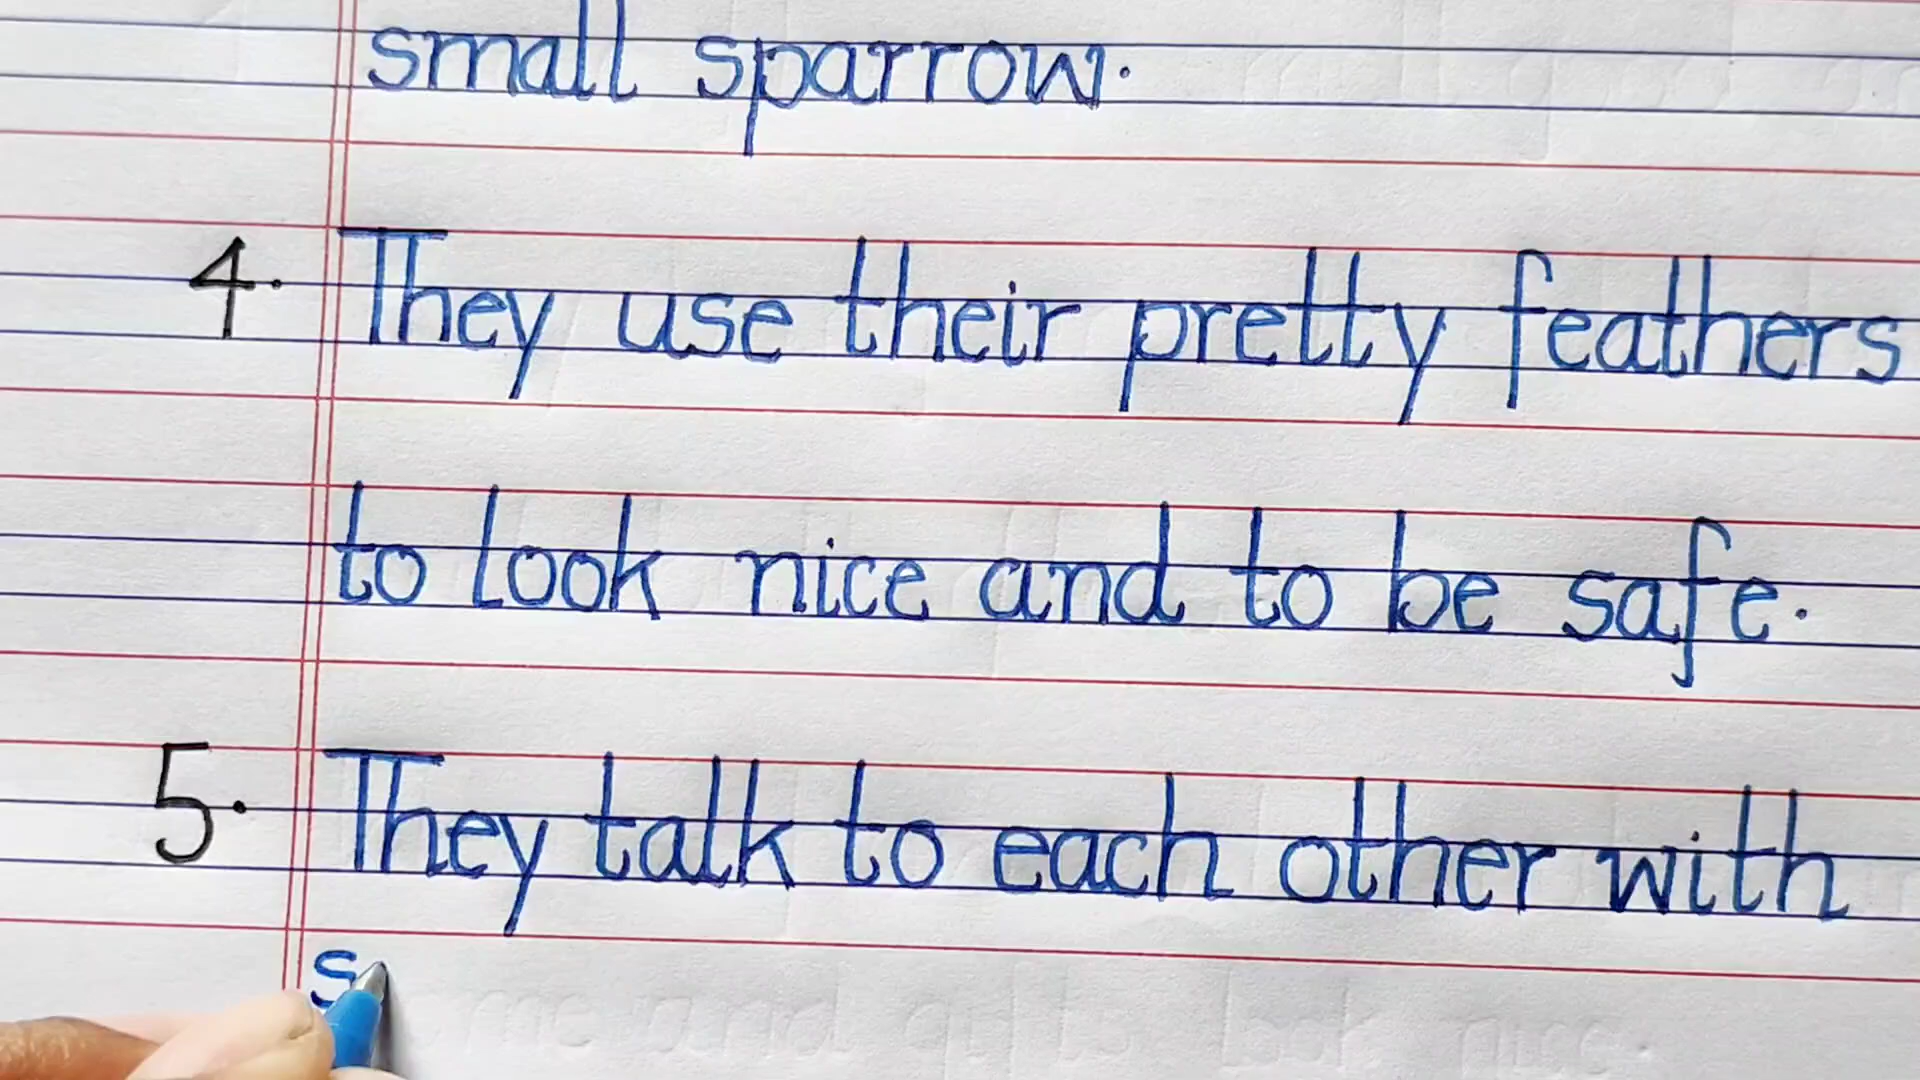 small sparrow.
4. They use their pretty feathers
to look nice and to be safe.
5. They talk to each other with
s